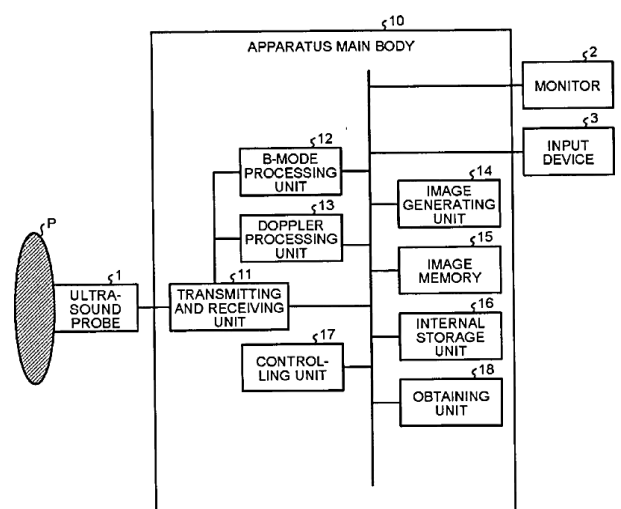 10
APPARATUS MAIN BODY
2
MONITOR
3
INPUT
DEVICE
12
B-MODE
PROCESSING
UNIT
14
IMAGE
GENERATING
UNIT
13
DOPPLER
PROCESSING
UNIT
15
IMAGE
MEMORY
P
1
ULTRA-
SOUND
PROBE
11
TRANSMITTING
AND RECEIVING
UNIT
16
INTERNAL
STORAGE
UNIT
17
CONTROL-
LING UNIT
18
OBTAINING
UNIT